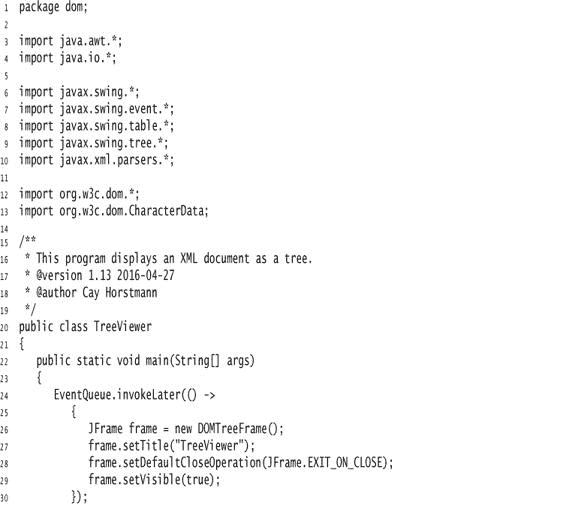 1 package dom;
2
3 import java.awt.*;
4 import java.io.*;
5
6 import javax.swing.*;
7 import javax.swing.event.*;
8 import javax.swing.table.*;
9 import javax.swing.tree.*;
10 import javax.xml.parsers.*;
11
12 import org.w3c.dom.*;
13 import org.w3c.dom.CharacterData;
14
15 /**
16  * This program displays an XML document as a tree.
17  * @version 1.13 2016-04-27
18  * @author Cay Horstmann
19  */
20 public class TreeViewer
21 {
22    public static void main(String[] args)
23    {
24       EventQueue.invokeLater(() ->
25          {
26             JFrame frame = new DOMTreeFrame();
27             frame.setTitle("TreeViewer");
28             frame.setDefaultCloseOperation(JFrame.EXIT_ON_CLOSE);
29             frame.setVisible(true);
30          });